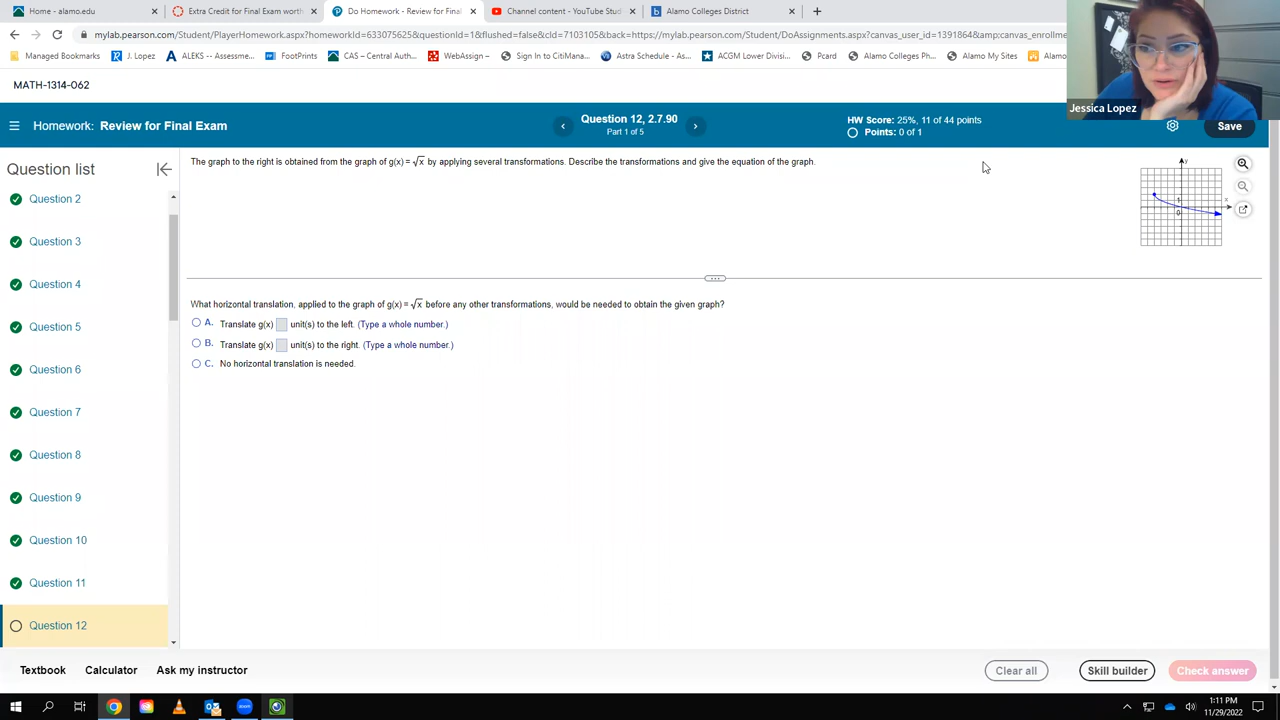 Home - alamo.edu
Extra Credit for Final Exam worth
Do Homework - Review for Final
Channel content - YouTube Stud
Alamo Colleges District
mylab.pearson.com/Student/PlayerHomework.aspx?homeworkId=633075625&questionId=1&flushed=false&cId=7103105&back=https://mylab.pearson.com/Student/DoAssignments.aspx?canvas_user_id=1391864&amp;canvas_enrollme
Managed Bookmarks
J. Lopez
ALEKS -- Assessme...
FootPrints
CAS – Central Auth...
WebAssign –
Sign In to CitiMana...
Astra Schedule - As...
ACGM Lower Divisi...
Pcard
Alamo Colleges Ph...
Alamo My Sites
Alamo
Jessica Lopez
MATH-1314-062
Homework: Review for Final Exam
Question 12, 2.7.90
Part 1 of 5
HW Score: 25%, 11 of 44 points
Points: 0 of 1
Save
Question list
Question 2
Question 3
Question 4
Question 5
Question 6
Question 7
Question 8
Question 9
Question 10
Question 11
Question 12
The graph to the right is obtained from the graph of g(x) = √x by applying several transformations. Describe the transformations and give the equation of the graph.
y
x
1
0
What horizontal translation, applied to the graph of g(x) = √x before any other transformations, would be needed to obtain the given graph?
A. Translate g(x) unit(s) to the left. (Type a whole number.)
B. Translate g(x) unit(s) to the right. (Type a whole number.)
C. No horizontal translation is needed.
Textbook
Calculator
Ask my instructor
Clear all
Skill builder
Check answer
1:11 PM
11/29/2022